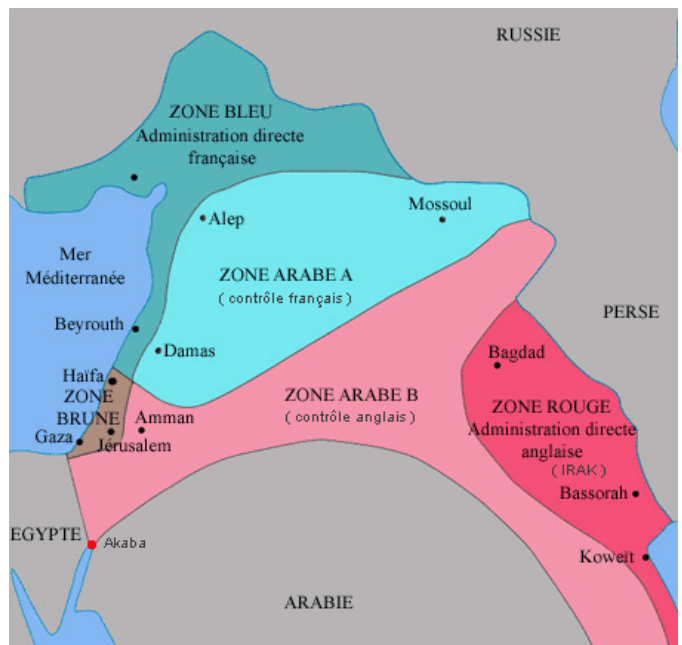 RUSSIE
ZONE BLEU
Administration directe
française
Mossoul
Alep
Mer
Méditerranée
ZONE ARABE A
( contrôle français )
PERSE
Beyrouth
Damas
Bagdad
Haïfa
ZONE
BRUNE
ZONE ARABE B
( contrôle anglais )
ZONE ROUGE
Administration directe
anglaise
( IRAK )
Amman
Gaza
Jérusalem
Bassorah
EGYPTE
Akaba
Koweït
ARABIE